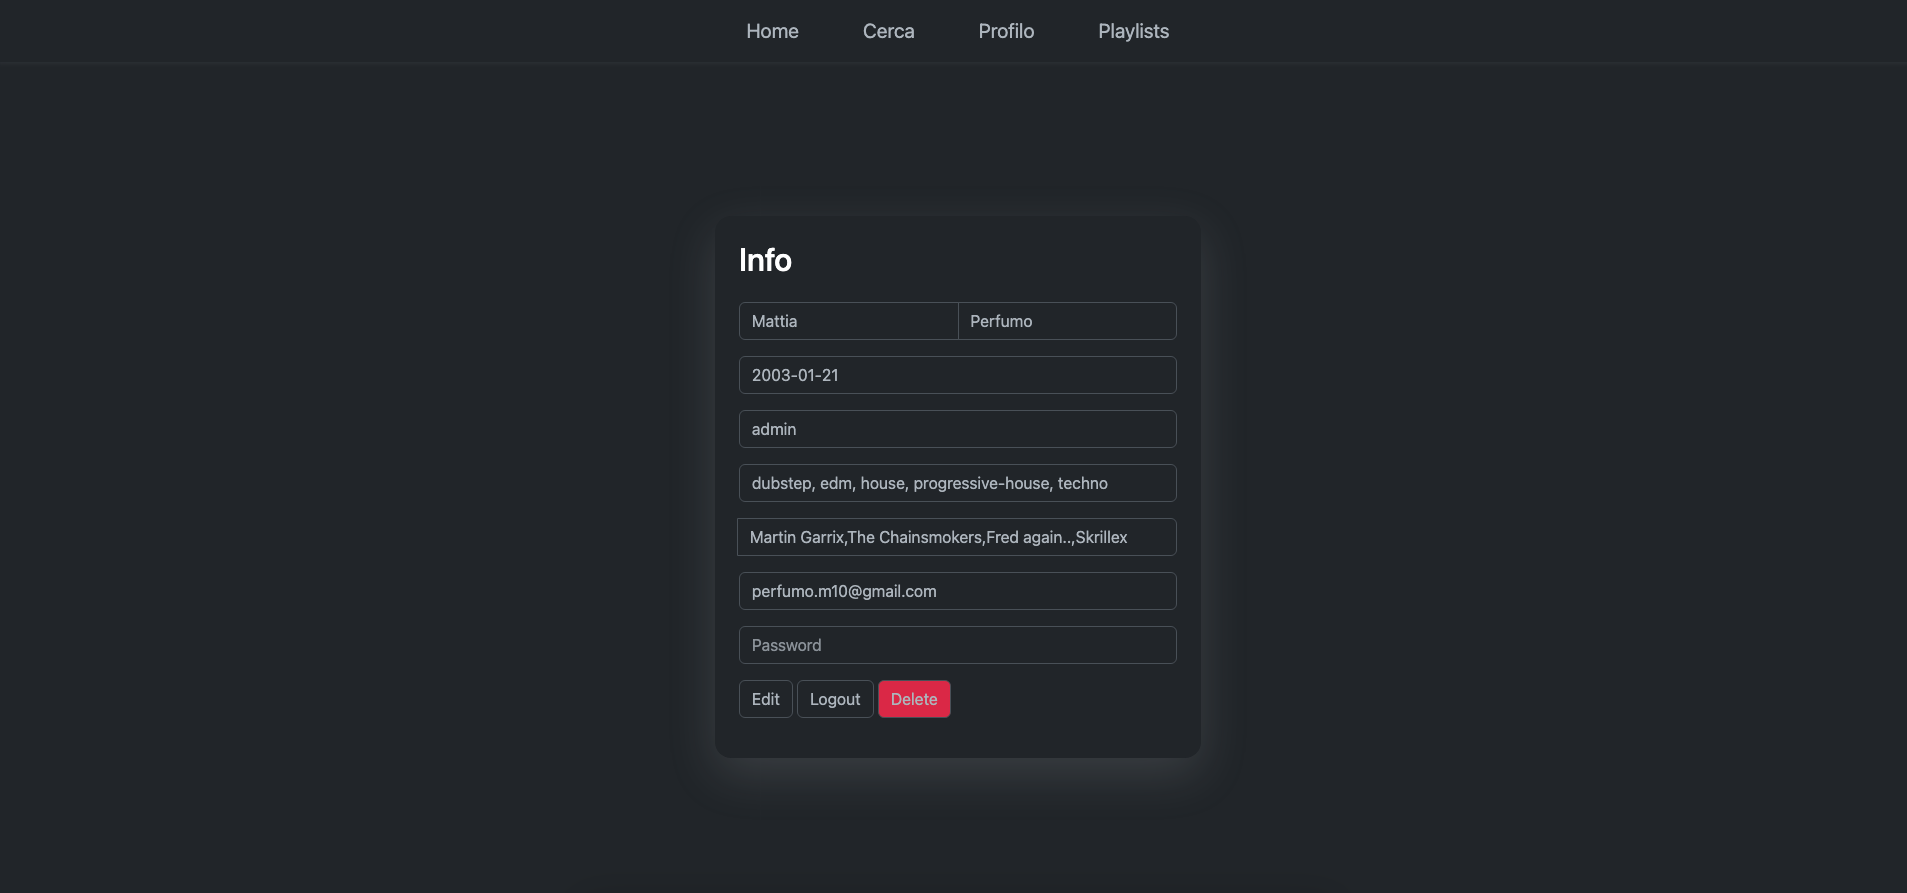 Home Cerca Profilo Playlists
Info
Mattia Perfumo
2003-01-21
admin
dubstep, edm, house, progressive-house, techno
Martin Garrix,The Chainsmokers,Fred again..,Skrillex
perfumo.m10@gmail.com
Password
Edit Logout Delete